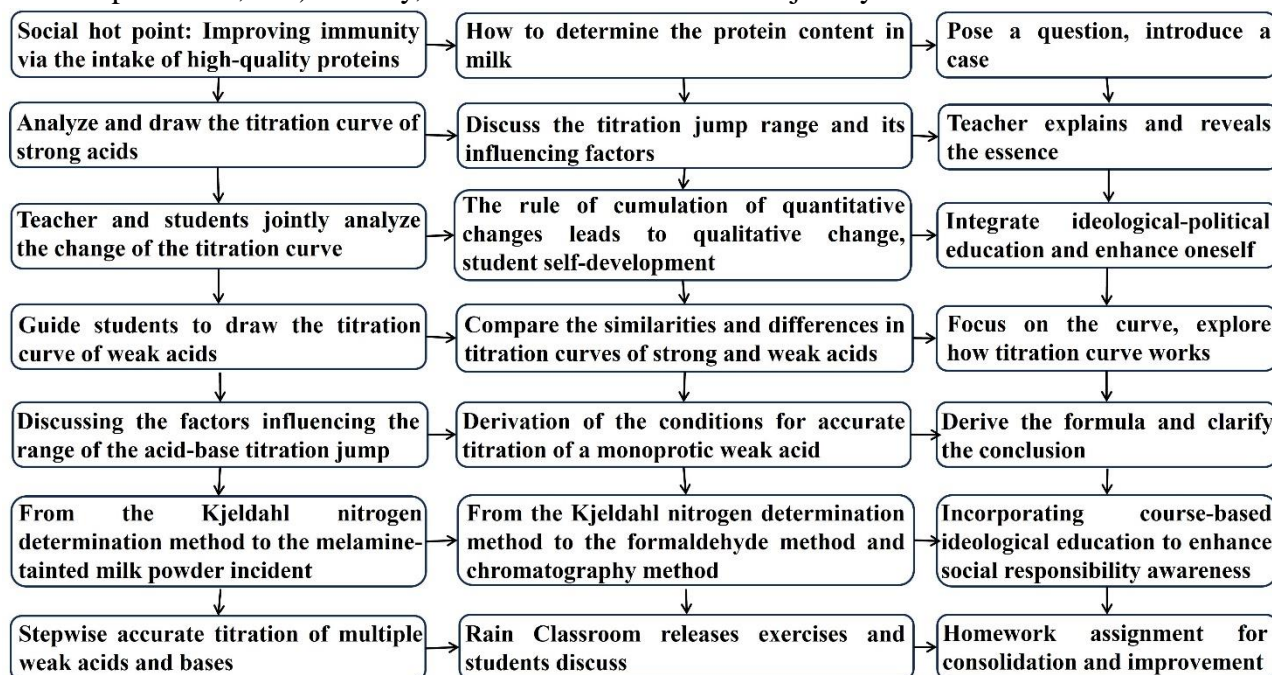 Social hot point: Improving immunity
via the intake of high-quality proteins
How to determine the protein content in
milk
Pose a question, introduce a
case
Analyze and draw the titration curve of
strong acids
Discuss the titration jump range and its
influencing factors
Teacher explains and reveals
the essence
Teacher and students jointly analyze
the change of the titration curve
The rule of cumulation of quantitative
changes leads to qualitative change,
student self-development
Integrate ideological-political
education and enhance oneself
Guide students to draw the titration
curve of weak acids
Compare the similarities and differences in
titration curves of strong and weak acids
Focus on the curve, explore
how titration curve works
Discussing the factors influencing the
range of the acid-base titration jump
Derivation of the conditions for accurate
titration of a monoprotic weak acid
Derive the formula and clarify
the conclusion
From the Kjeldahl nitrogen
determination method to the melamine-
tainted milk powder incident
From the Kjeldahl nitrogen determination
method to the formaldehyde method and
chromatography method
Incorporating course-based
ideological education to enhance
social responsibility awareness
Stepwise accurate titration of multiple
weak acids and bases
Rain Classroom releases exercises and
students discuss
Homework assignment for
consolidation and improvement